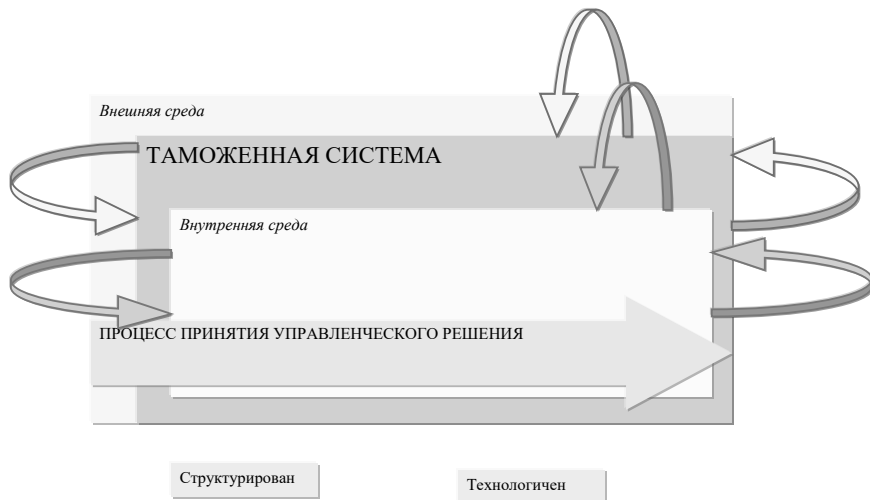 Внешняя среда
ТАМОЖЕННАЯ СИСТЕМА
Внутренняя среда
ПРОЦЕСС ПРИНЯТИЯ УПРАВЛЕНЧЕСКОГО РЕШЕНИЯ
Структурирован
Технологичен